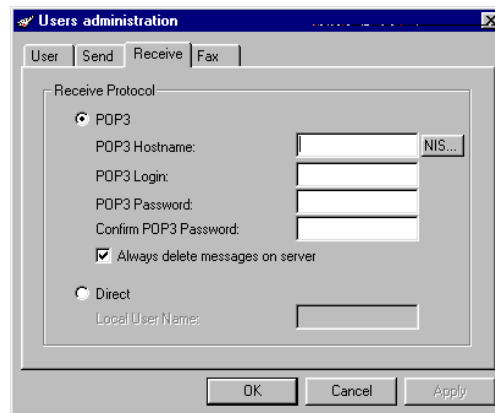 Users administration
User Send Receive Fax
Receive Protocol
POP3
POP3 Hostname: NIS...
POP3 Login:
POP3 Password:
Confirm POP3 Password:
Always delete messages on server
Direct
Local User Name:
OK Cancel Apply